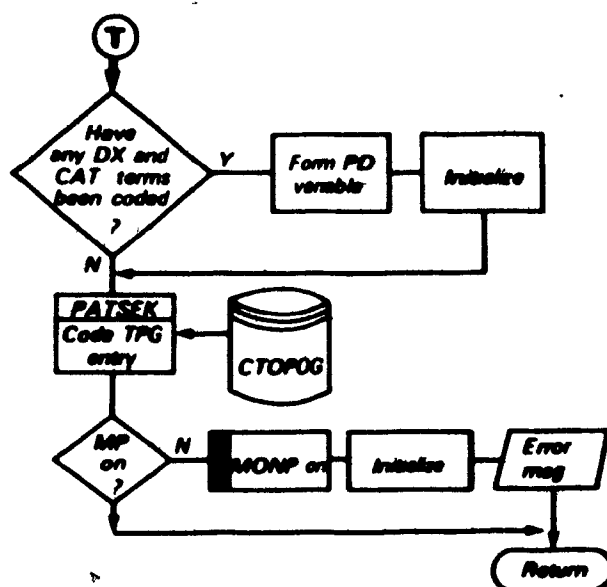 T
Have
any DX and
CAT terms
been coded
?
Y
Form PD
variable
Initialize
N
PATSEK
Code TPG
entry
CTOPOG
MP
on
?
N
MONP on
Initialize
Error
msg
Return